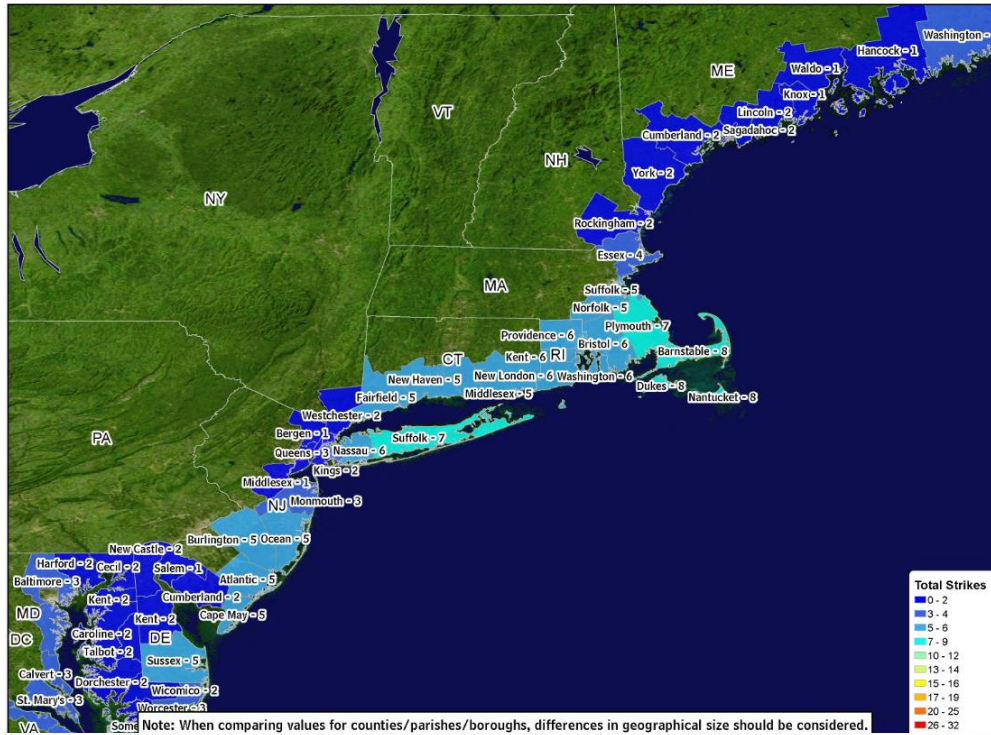 Washington -
Hancock - 1
ME
Waldo - 1
Knox - 1
VT
Lincoln - 2
Cumberland - 2
Sagadahoc - 2
NH
York - 2
NY
Rockingham - 2
Essex - 4
MA
Suffolk - 5
Norfolk - 5
Plymouth - 7
Providence - 6
Bristol - 6
Barnstable - 8
Kent - 6
RI
CT
New Haven - 5
New London - 6
Washington - 6
Dukes - 8
Nantucket - 8
Fairfield - 5
Middlesex - 5
Westchester - 2
Bergen - 1
Suffolk - 7
PA
Queens - 3
Nassau - 6
Kings - 2
Middlesex - 1
NJ
Monmouth - 3
Burlington - 5
Ocean - 5
New Castle - 2
Harford - 2
Cecil - 2
Salem - 1
Baltimore - 3
Atlantic - 5
Kent - 2
Cumberland - 2
MD
Kent - 2
Cape May - 5
DC
Caroline - 2
DE
Talbot - 2
Sussex - 5
Calvert - 3
Dorchester - 2
Wicomico - 2
St. Mary's - 3
Worcester - 3
VA
Some
Note: When comparing values for counties/parishes/boroughs, differences in geographical size should be considered.
Total Strikes
0 - 2
3 - 4
5 - 6
7 - 9
10 - 12
13 - 14
15 - 16
17 - 19
20 - 25
26 - 32